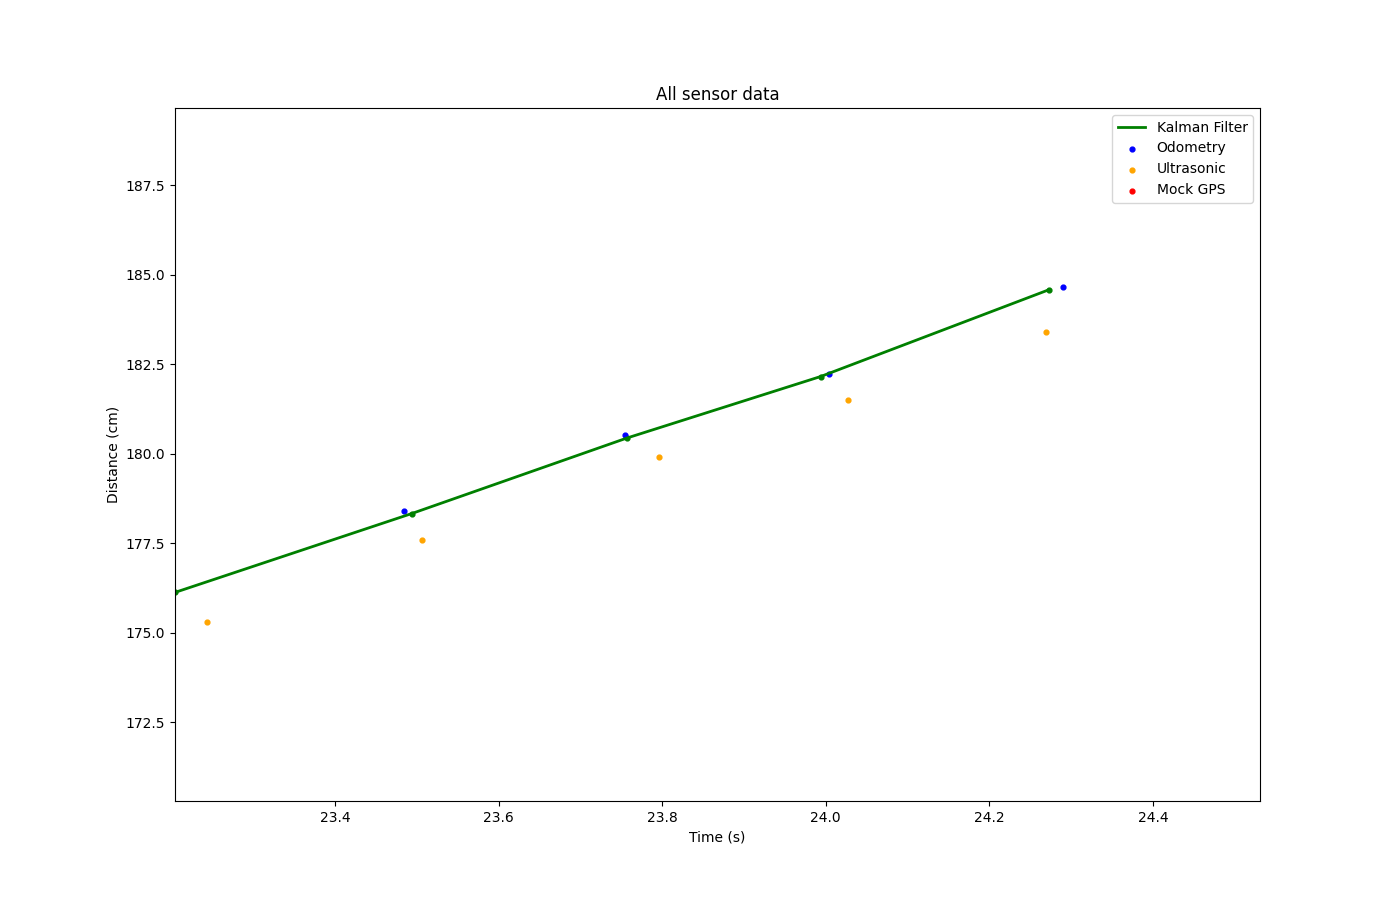 All sensor data
Kalman Filter
Odometry
Ultrasonic
Mock GPS
187.5
185.0
182.5
180.0
177.5
175.0
172.5
Distance (cm)
23.4 23.6 23.8 24.0 24.2 24.4
Time (s)